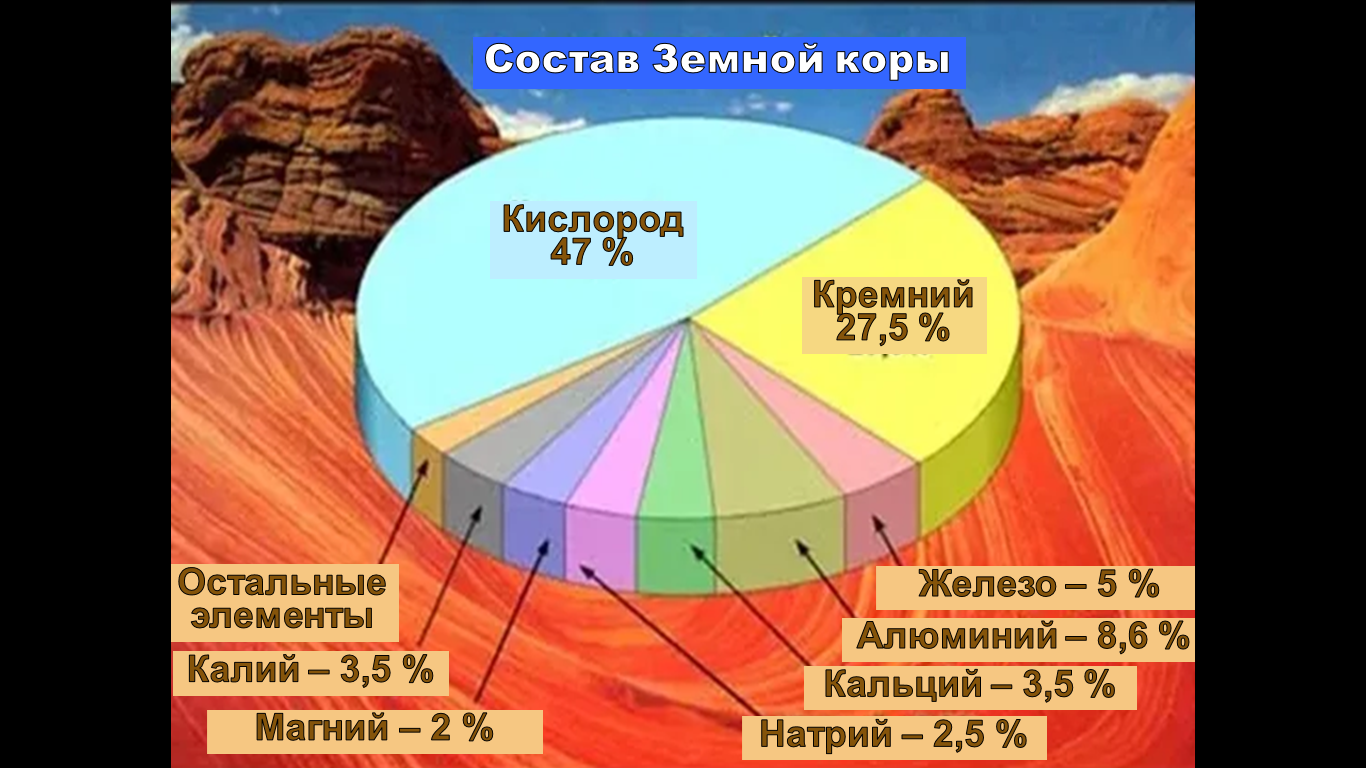 Состав Земной коры
Кислород
47 %
Кремний
27,5 %
Остальные
элементы
Железо – 5 %
Алюминий – 8,6 %
Калий – 3,5 %
Кальций – 3,5 %
Магний – 2 %
Натрий – 2,5 %